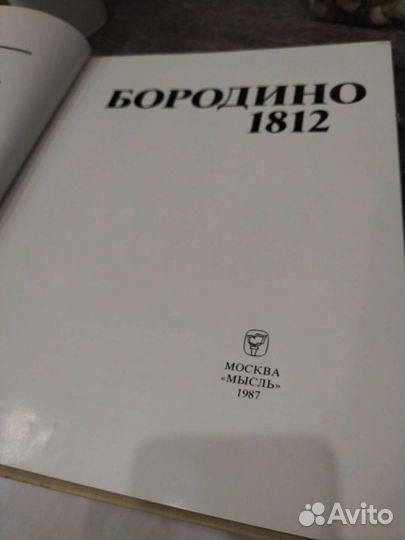 БОРОДИНО
1812
МОСКВА
«МЫСЛЬ»
1987
Avito